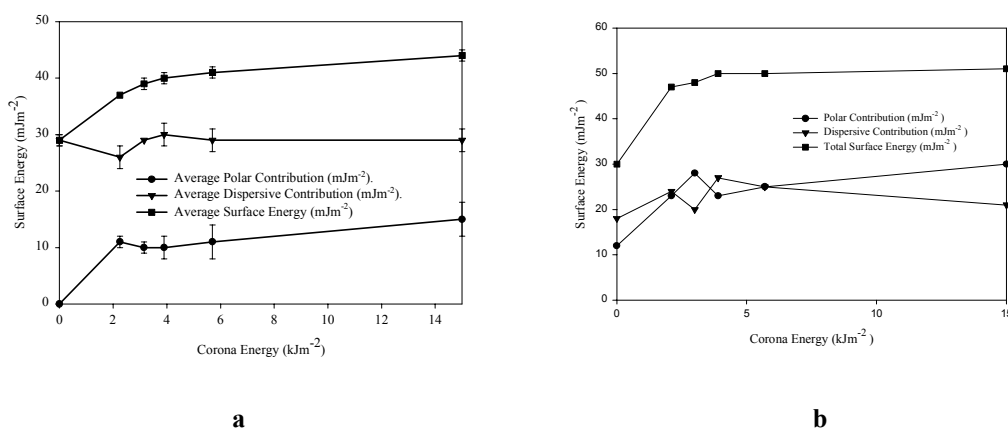 50
40
30
20
10
0
Surface Energy (mJm-2)
Average Polar Contribution (mJm-2).
Average Dispersive Contribution (mJm-2).
Average Surface Energy (mJm-2)
0 2 4 6 8 10 12 14
Corona Energy (kJm-2)
a
60
50
40
30
20
10
0
Surface Energy (mJm-2)
Polar Contribution (mJm-2)
Dispersive Contribution (mJm-2)
Total Surface Energy (mJm-2)
0 5 10 15
Corona Energy (kJm-2)
b